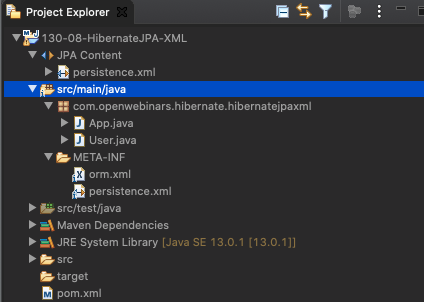 Project Explorer
130-08-HibernateJPA-XML
JPA Content
persistence.xml
src/main/java
com.openwebinars.hibernate.hibernatejpaxml
App.java
User.java
META-INF
orm.xml
persistence.xml
src/test/java
Maven Dependencies
JRE System Library [Java SE 13.0.1 [13.0.1]]
src
target
pom.xml